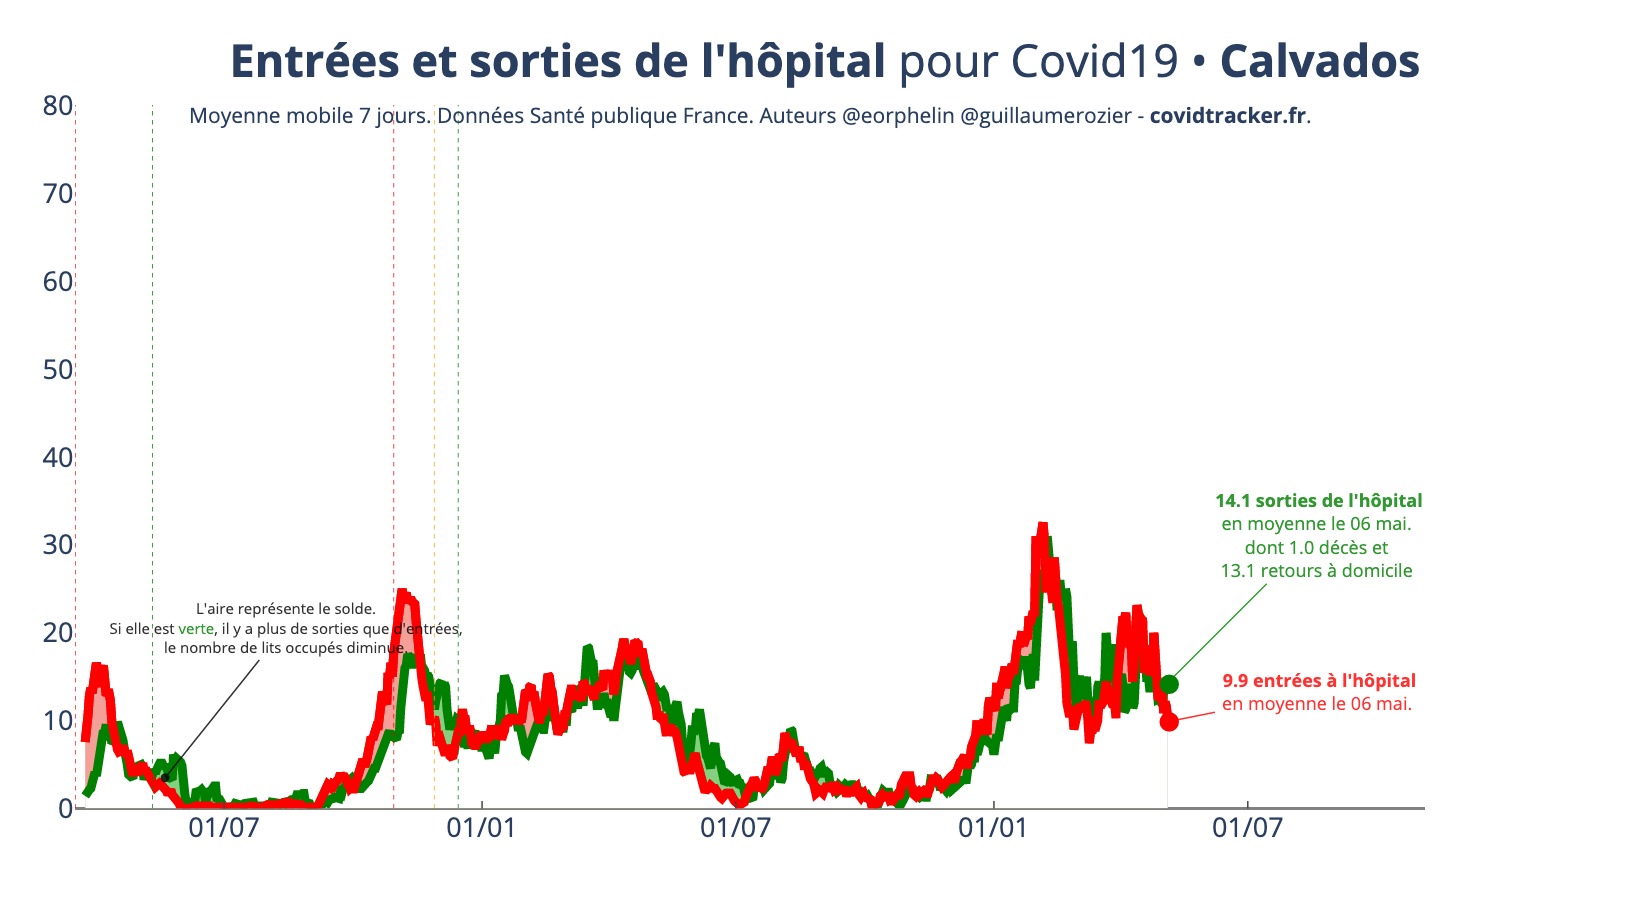 Entrées et sorties de l'hôpital pour Covid19 • Calvados
Moyenne mobile 7 jours. Données Santé publique France. Auteurs @eorphelin @guillaumerozier - covidtracker.fr.
80
70
60
50
40
30
20
10
0
14.1 sorties de l'hôpital
en moyenne le 06 mai.
dont 1.0 décès et
13.1 retours à domicile
L'aire représente le solde.
Si elle est verte, il y a plus de sorties que d'entrées,
le nombre de lits occupés diminue.
9.9 entrées à l'hôpital
en moyenne le 06 mai.
01/07 01/01 01/07 01/01 01/07